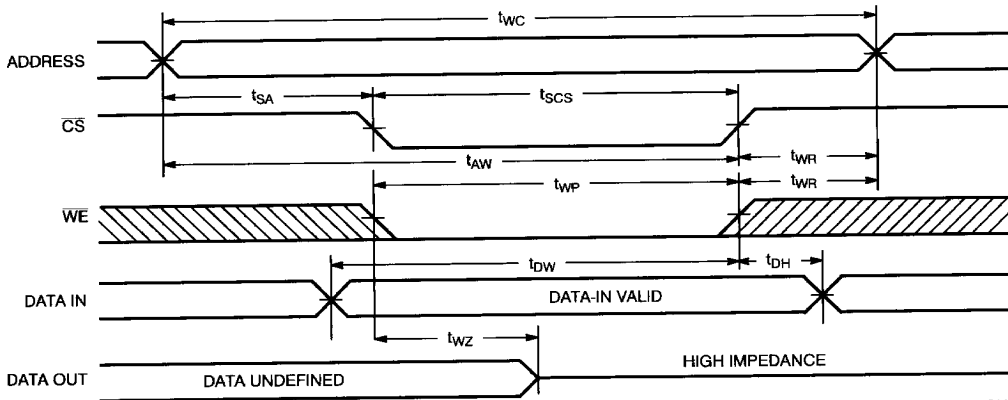 tWC
ADDRESS
tSA
tSCS
CS
tAW
tWR
tWP
tWR
WE
tDW
tDH
DATA IN
DATA-IN VALID
tWZ
DATA OUT
DATA UNDEFINED
HIGH IMPEDANCE